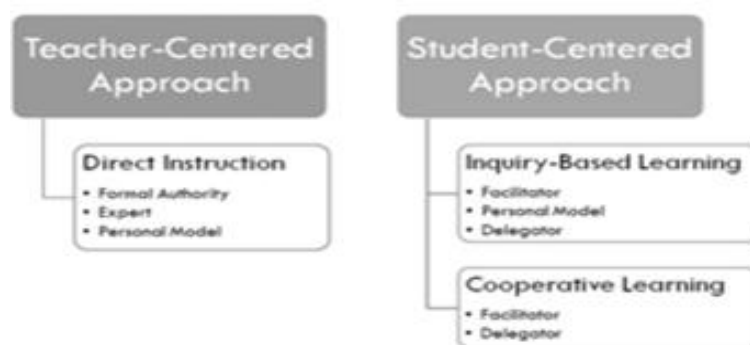 Teacher-Centered
Approach
Direct Instruction
• Formal Authority
• Expert
• Personal Model
Student-Centered
Approach
Inquiry-Based Learning
• Facilitator
• Personal Model
• Delegator
Cooperative Learning
• Facilitator
• Delegator